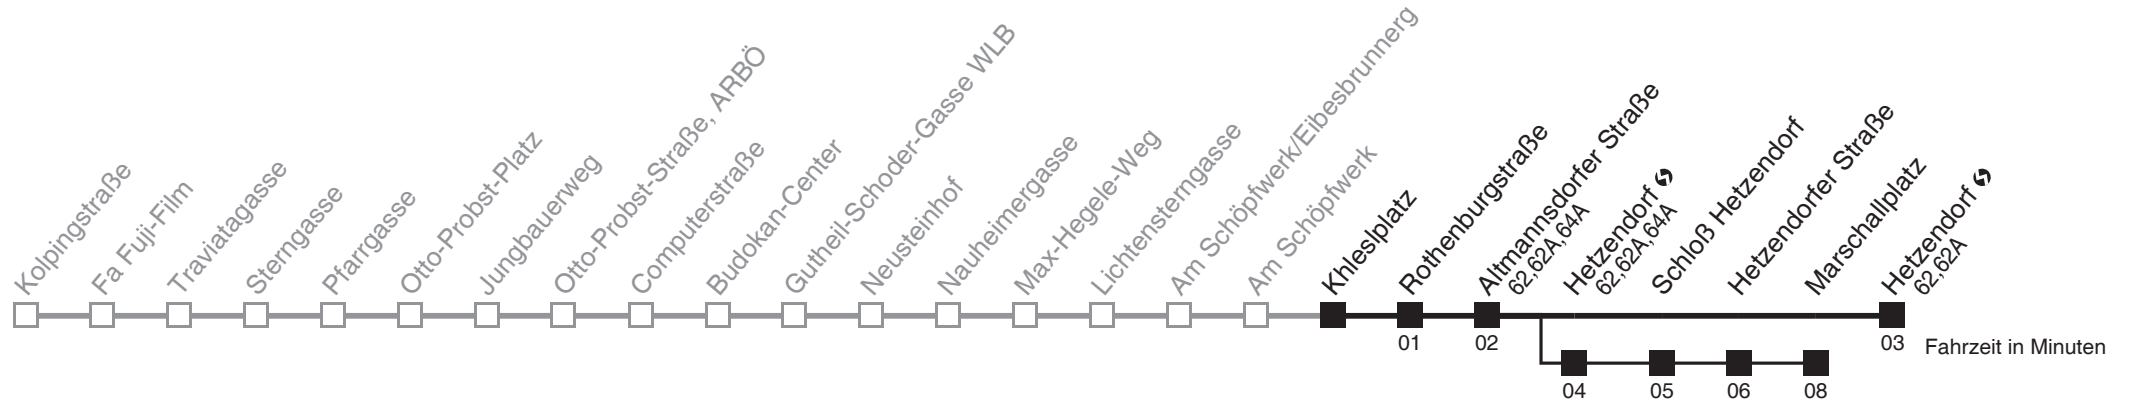 Kolpingstraße
Fa Fuji-Film
Traviatagasse
Sterngasse
Pfarrgasse
Otto-Probst-Platz
Jungbauerweg
Otto-Probst-Straße, ARBÖ
Computerstraße
Budokan-Center
Gutheil-Schoder-Gasse WLB
Neusteinhof
Nauheimergasse
Max-Hegele-Weg
Lichtensterngasse
Am Schöpfwerk/Eibesbrunnerg
Am Schöpfwerk
Khleslplatz
Rothenburgstraße
Altmannsdorfer Straße
62,62A,64A
Hetzendorf
62,62A,64A
Schloß Hetzendorf
Hetzendorfer Straße
Marschallplatz
Hetzendorf
62,62A
01
02
03
Fahrzeit in Minuten
04
05
06
08